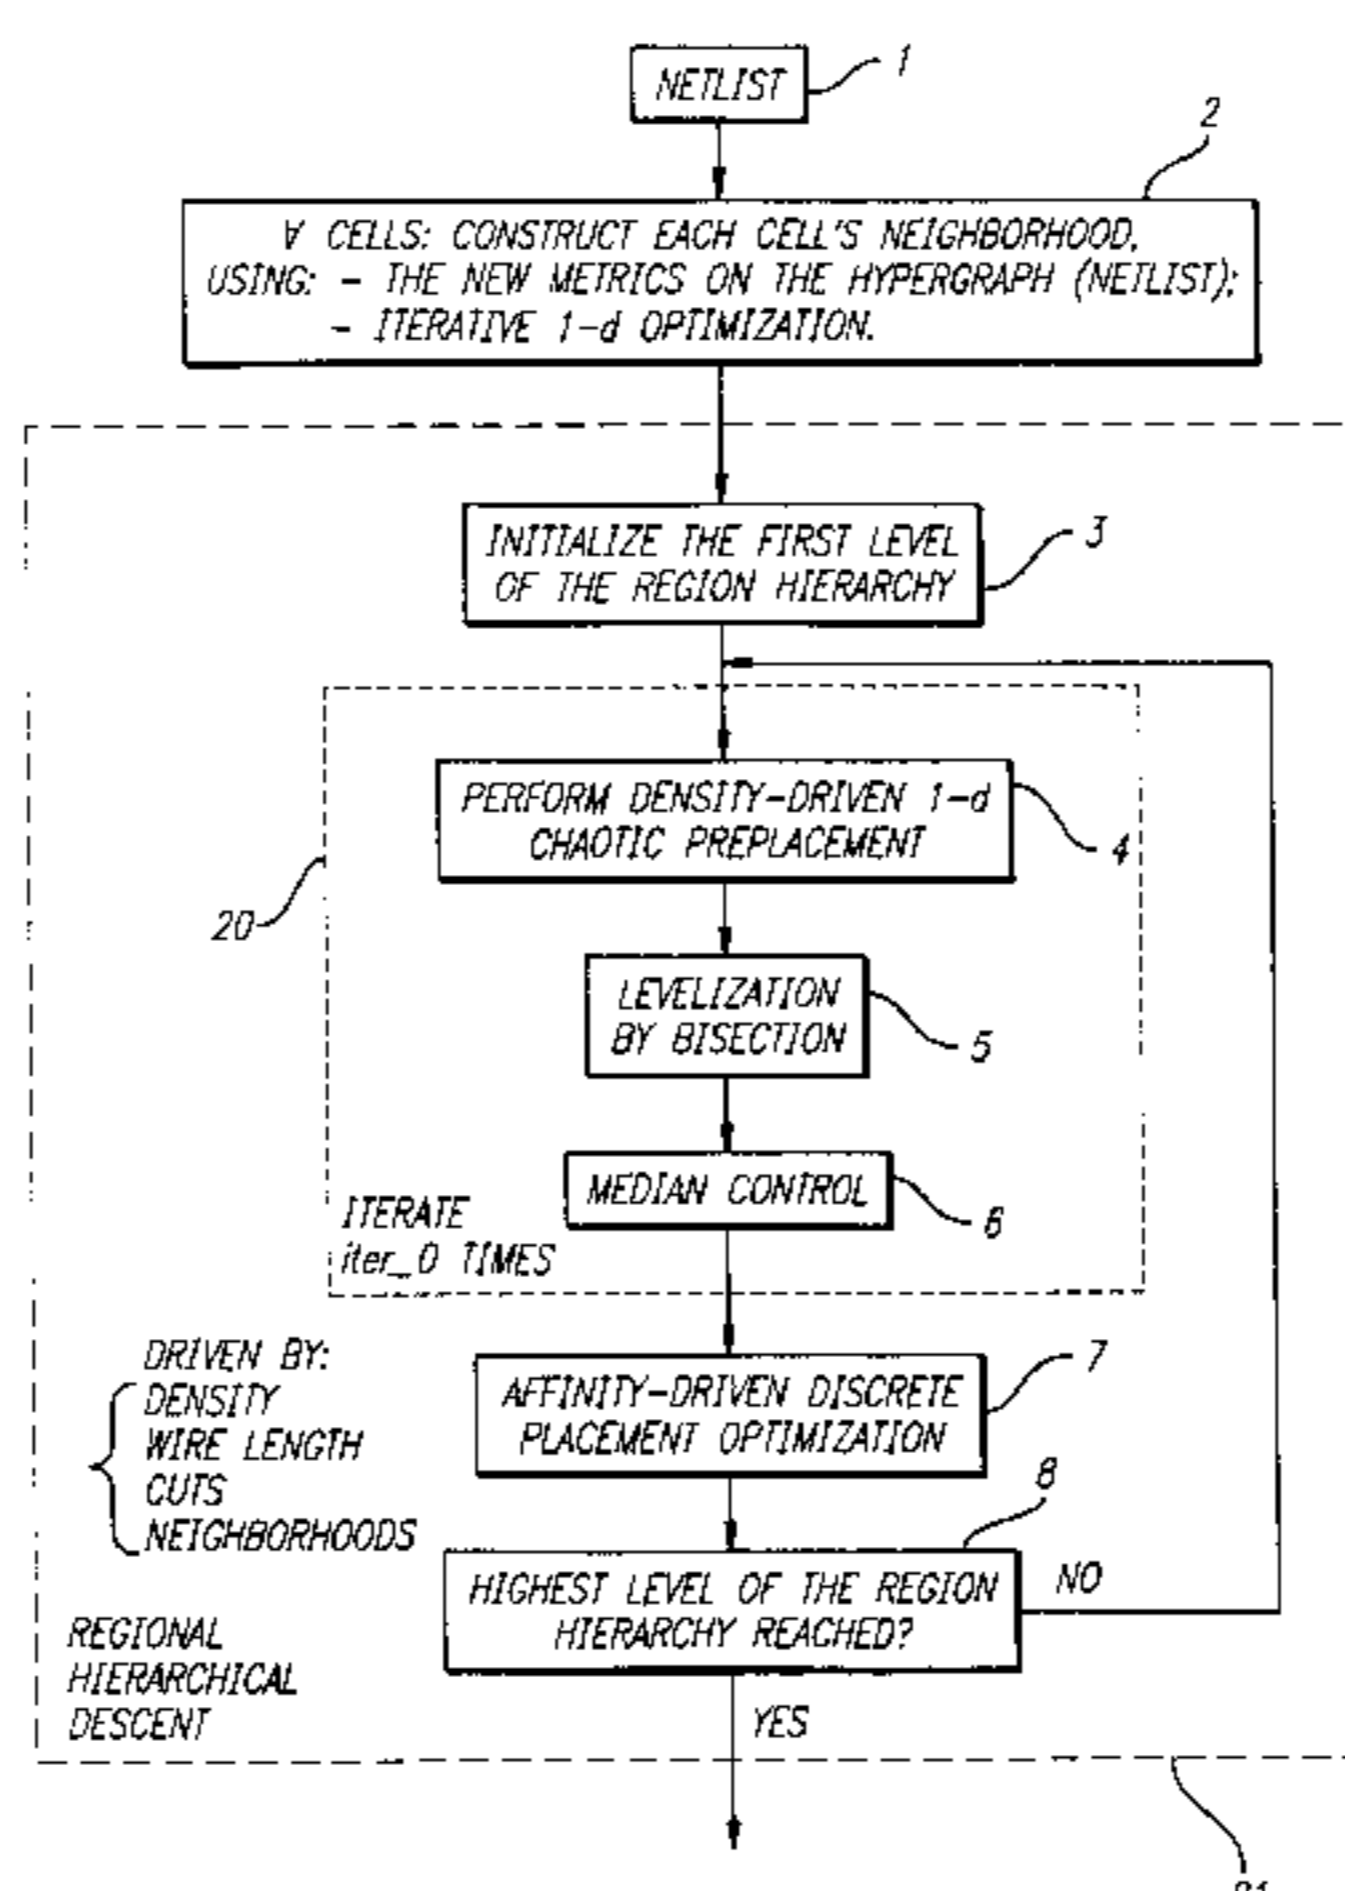 NETLIST
1
2
∀ CELLS: CONSTRUCT EACH CELL'S NEIGHBORHOOD,
USING: – THE NEW METRICS ON THE HYPERGRAPH (NETLIST);
– ITERATIVE 1–d OPTIMIZATION.
INITIALIZE THE FIRST LEVEL
OF THE REGION HIERARCHY
3
PERFORM DENSITY–DRIVEN 1–d
CHAOTIC PREPLACEMENT
4
20
LEVELIZATION
BY BISECTION
5
MEDIAN CONTROL
6
ITERATE
iter_0 TIMES
DRIVEN BY:
DENSITY
WIRE LENGTH
CUTS
NEIGHBORHOODS
AFFINITY–DRIVEN DISCRETE
PLACEMENT OPTIMIZATION
7
8
HIGHEST LEVEL OF THE REGION
HIERARCHY REACHED?
NO
REGIONAL
HIERARCHICAL
DESCENT
YES